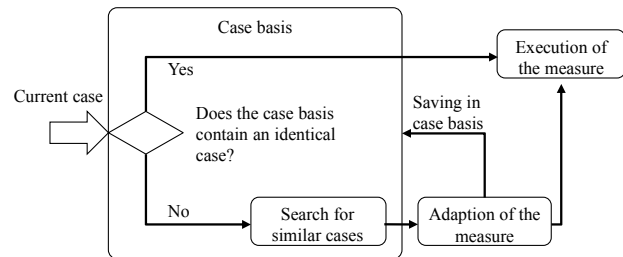 Case basis
Execution of
the measure
Yes
Current case
Does the case basis
contain an identical
case?
Saving in
case basis
No
Search for
similar cases
Adaption of the
measure